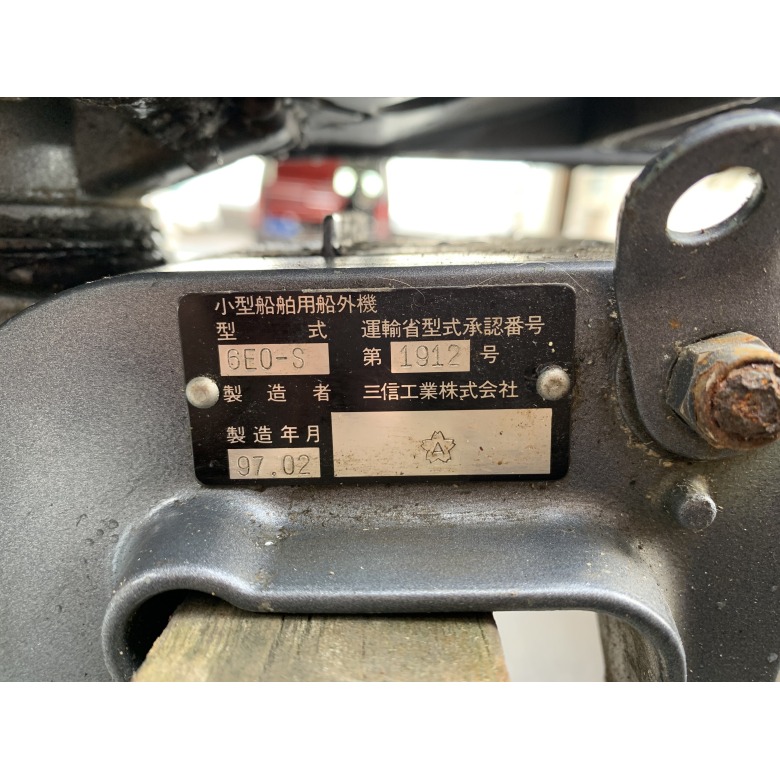 小型船舶用船外機
型 式 運輸省型式承認番号
6E0-S 第 1912 号
製造者 三信工業株式会社
製造年月
97.02 A